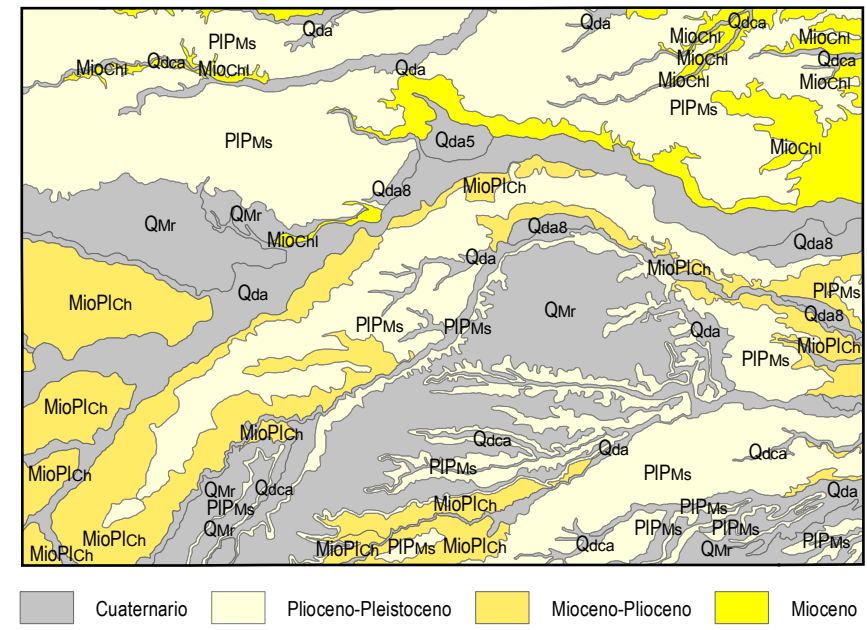 Qda
Qda
Qdca
PlPMs
MioChl
MioChl
Qdca
MioChl
Qdca
MioChl
MioChl
Qda
MioChl
MioChl
PlPMs
PlPMs
Qda5
MioChl
Qda8
MioPlCh
QMr
QMr
Qda8
MioChl
Qda8
Qda
MioPlCh
Qda
PlPMs
MioPlCh
QMr
Qda8
PlPMs
PlPMs
Qda
MioPlCh
PlPMs
MioPlCh
MioPlCh
Qdca
Qda
Qdca
PlPMs
MioPlCh
PlPMs
QMr
Qdca
Qda
MioPlCh
PlPMs
PlPMs
QMr
PlPMs
PlPMs
MioPlCh
PlPMs
MioPlCh
MioPlCh
PlPMs
MioPlCh
Qdca
QMr
Cuaternario
Plioceno-Pleistoceno
Mioceno-Plioceno
Mioceno